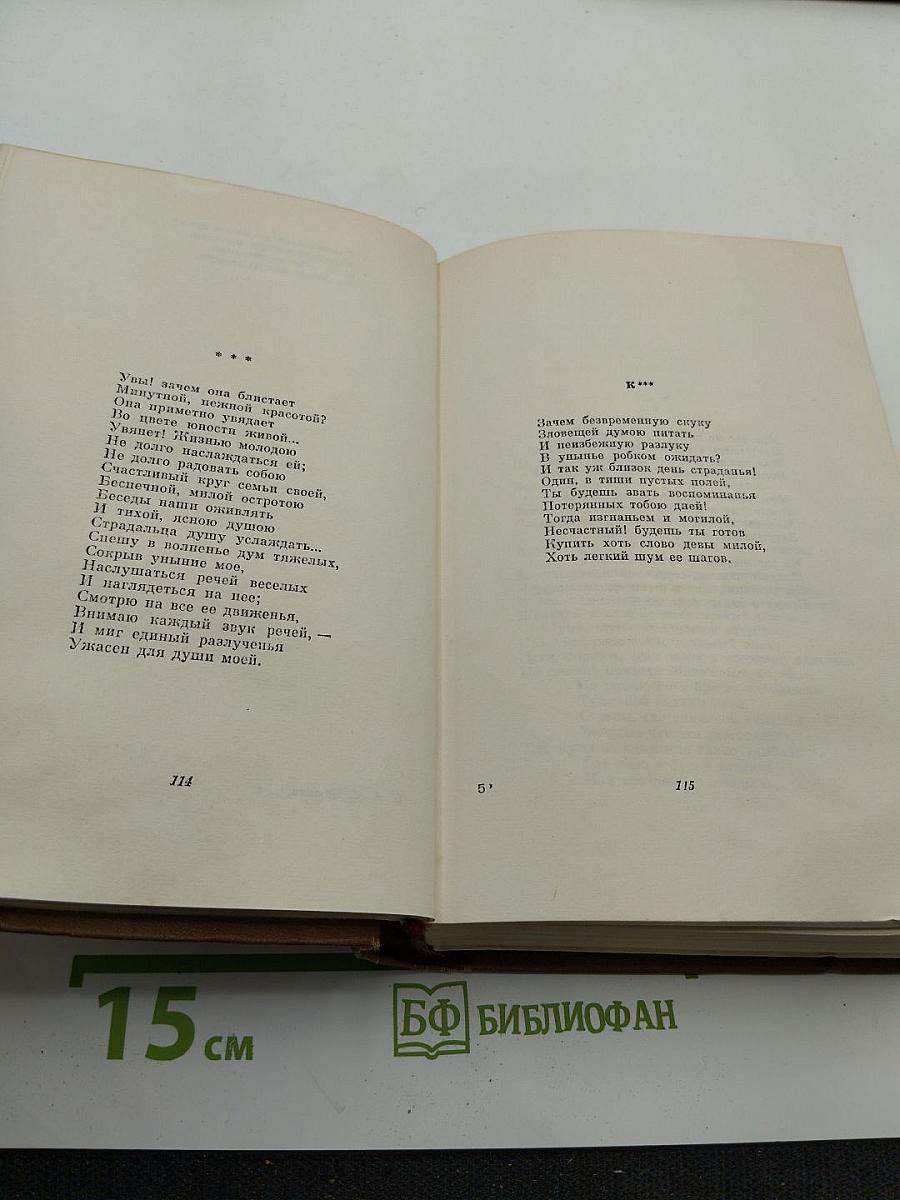 * * *
Увы! зачем она блистает
Минутной, нежной красотой?
Она приметно увядает
Во цвете юности живой...
Увянет! Жизнью молодою
Не долго наслаждаться ей;
Не долго радовать собою
Счастливый круг семьи своей,
Беспечной, милой остротою
Беседы наши оживлять
И тихой, ясною душою
Страдальца душу услаждать...
Спешу в волненье дум тяжелых,
Сокрыв уныние мое,
Наслушаться речей веселых
И наглядеться на нее;
Смотрю на все ее движенья,
Внимаю каждый звук речей, —
И миг единый разлученья
Ужасен для души моей.
114
К***
Зачем безвременную скуку
Зловещей думою питать
И неизбежную разлуку
В унынье робком ожидать?
И так уж близок день страданья!
Один, в тиши пустых полей,
Ты будешь звать воспоминанья
Потерянных тобою дней!
Тогда изгнаньем и могилой,
Несчастный! будешь ты готов
Купить хоть слово девы милой,
Хоть легкий шум ее шагов.
5*
115
15 см
БФ БИБЛИОФАН